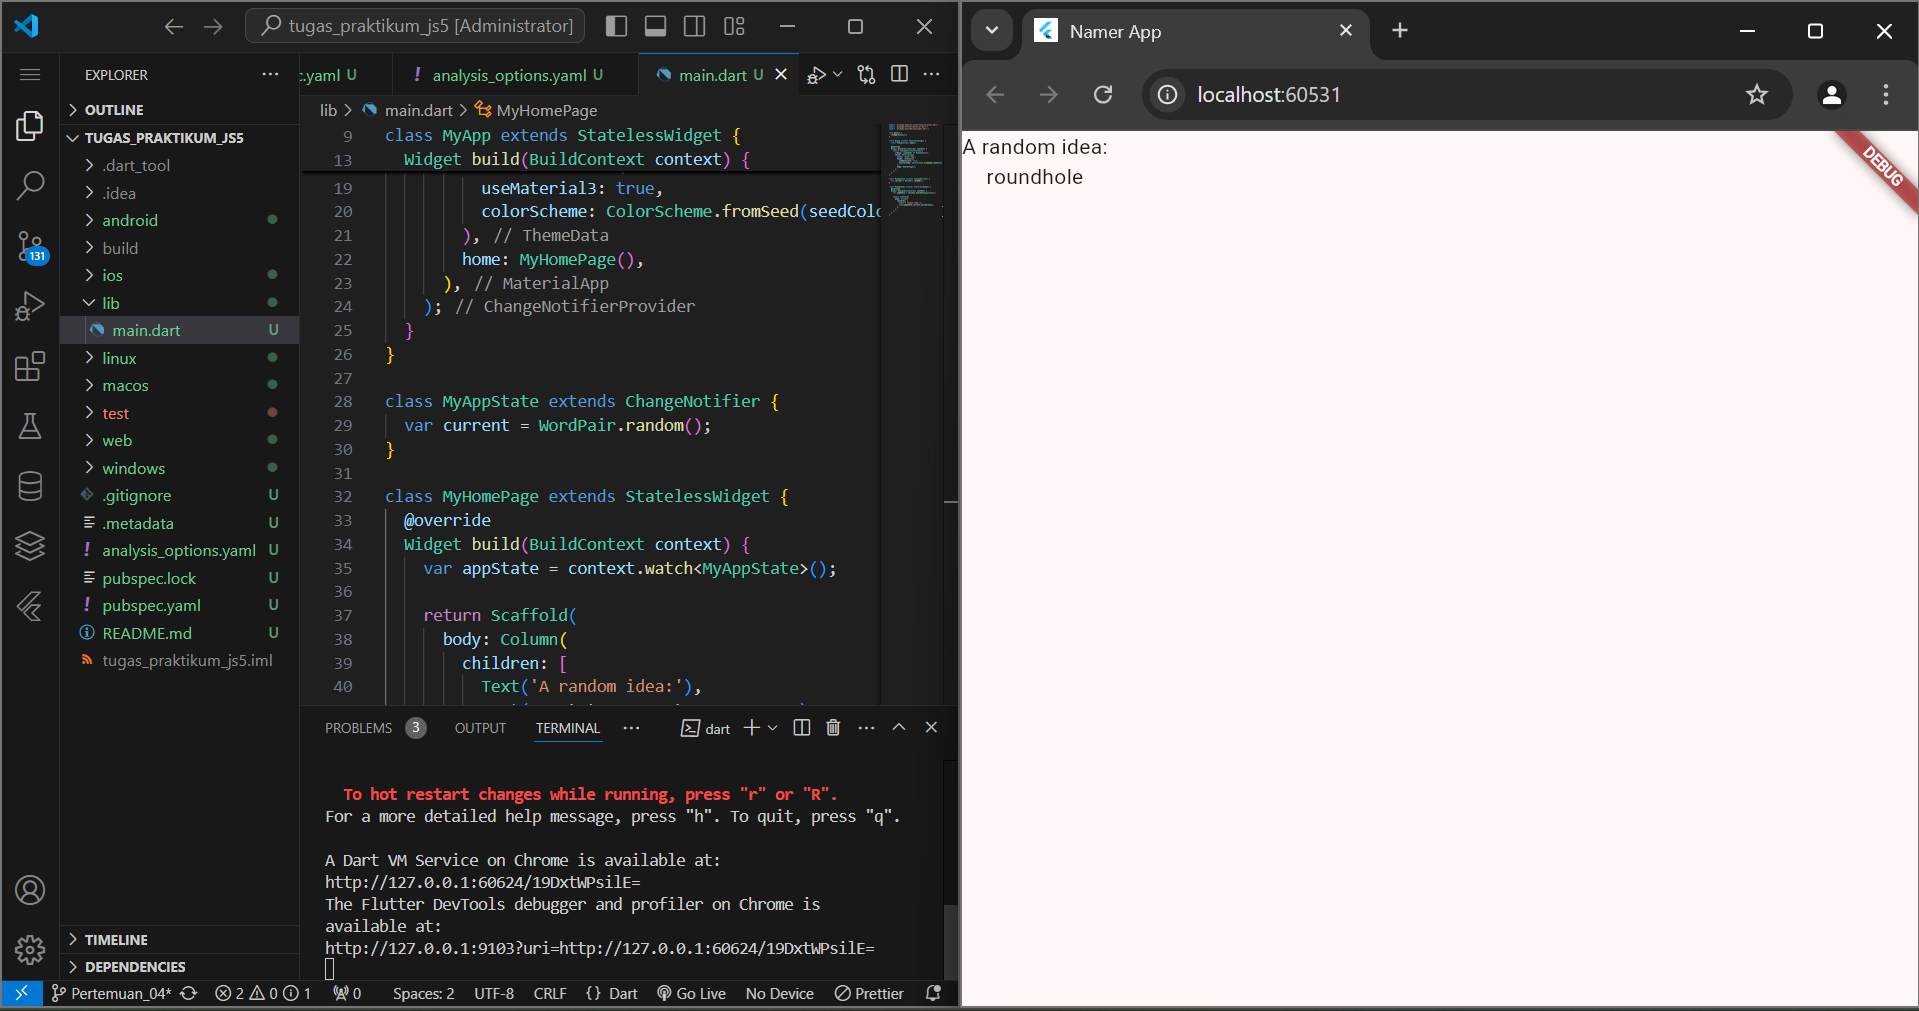 tugas_praktikum_js5 [Administrator]
EXPLORER
OUTLINE
TUGAS_PRAKTIKUM_JS5
.dart_tool
.idea
android
build
ios
lib
main.dart U
linux
macos
test
web
windows
.gitignore U
.metadata U
analysis_options.yaml U
pubspec.lock U
pubspec.yaml U
README.md U
tugas_praktikum_js5.iml
TIMELINE
DEPENDENCIES
131
.yaml U
! analysis_options.yaml U
main.dart U
lib > main.dart > MyHomePage
9 class MyApp extends StatelessWidget {
13 Widget build(BuildContext context) {
19 useMaterial3: true,
20 colorScheme: ColorScheme.fromSeed(seedColo
21 ), // ThemeData
22 home: MyHomePage(),
23 ), // MaterialApp
24 ); // ChangeNotifierProvider
25 }
26 }
27
28 class MyAppState extends ChangeNotifier {
29 var current = WordPair.random();
30 }
31
32 class MyHomePage extends StatelessWidget {
33 @override
34 Widget build(BuildContext context) {
35 var appState = context.watch<MyAppState>();
36
37 return Scaffold(
38 body: Column(
39 children: [
40 Text('A random idea:'),
PROBLEMS 3 OUTPUT TERMINAL
dart
To hot restart changes while running, press "r" or "R".
For a more detailed help message, press "h". To quit, press "q".
A Dart VM Service on Chrome is available at:
http://127.0.0.1:60624/19DxtWPsilE=
The Flutter DevTools debugger and profiler on Chrome is
available at:
http://127.0.0.1:9103?uri=http://127.0.0.1:60624/19DxtWPsilE=
Pertemuan_04* 2 0 1 0 Spaces: 2 UTF-8 CRLF {} Dart Go Live No Device Prettier
Namer App
localhost:60531
A random idea:
roundhole
DEBUG